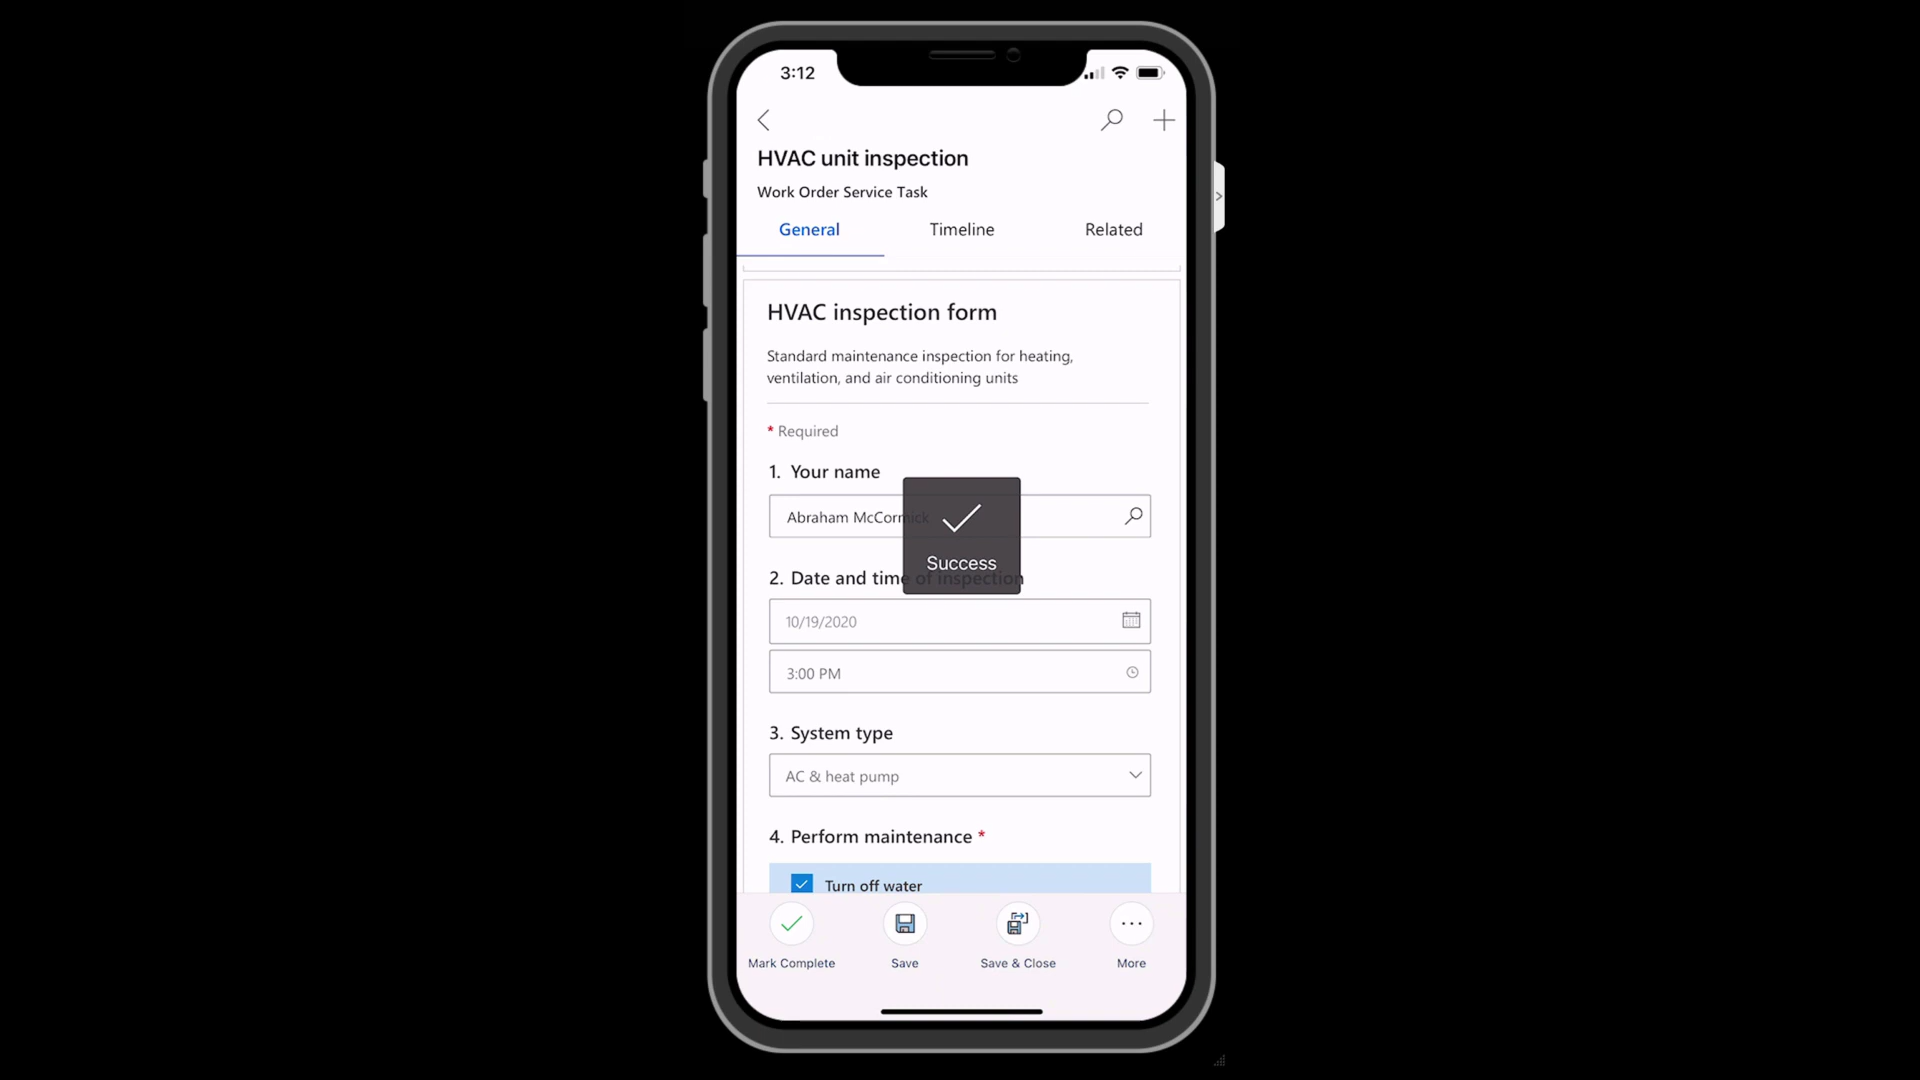 3:12
HVAC unit inspection
Work Order Service Task
General
Timeline
Related
HVAC inspection form
Standard maintenance inspection for heating,
ventilation, and air conditioning units
* Required
1. Your name
Abraham McCormick
Success
2. Date and time of inspection
10/19/2020
3:00 PM
3. System type
AC & heat pump
4. Perform maintenance *
Turn off water
Mark Complete
Save
Save & Close
More